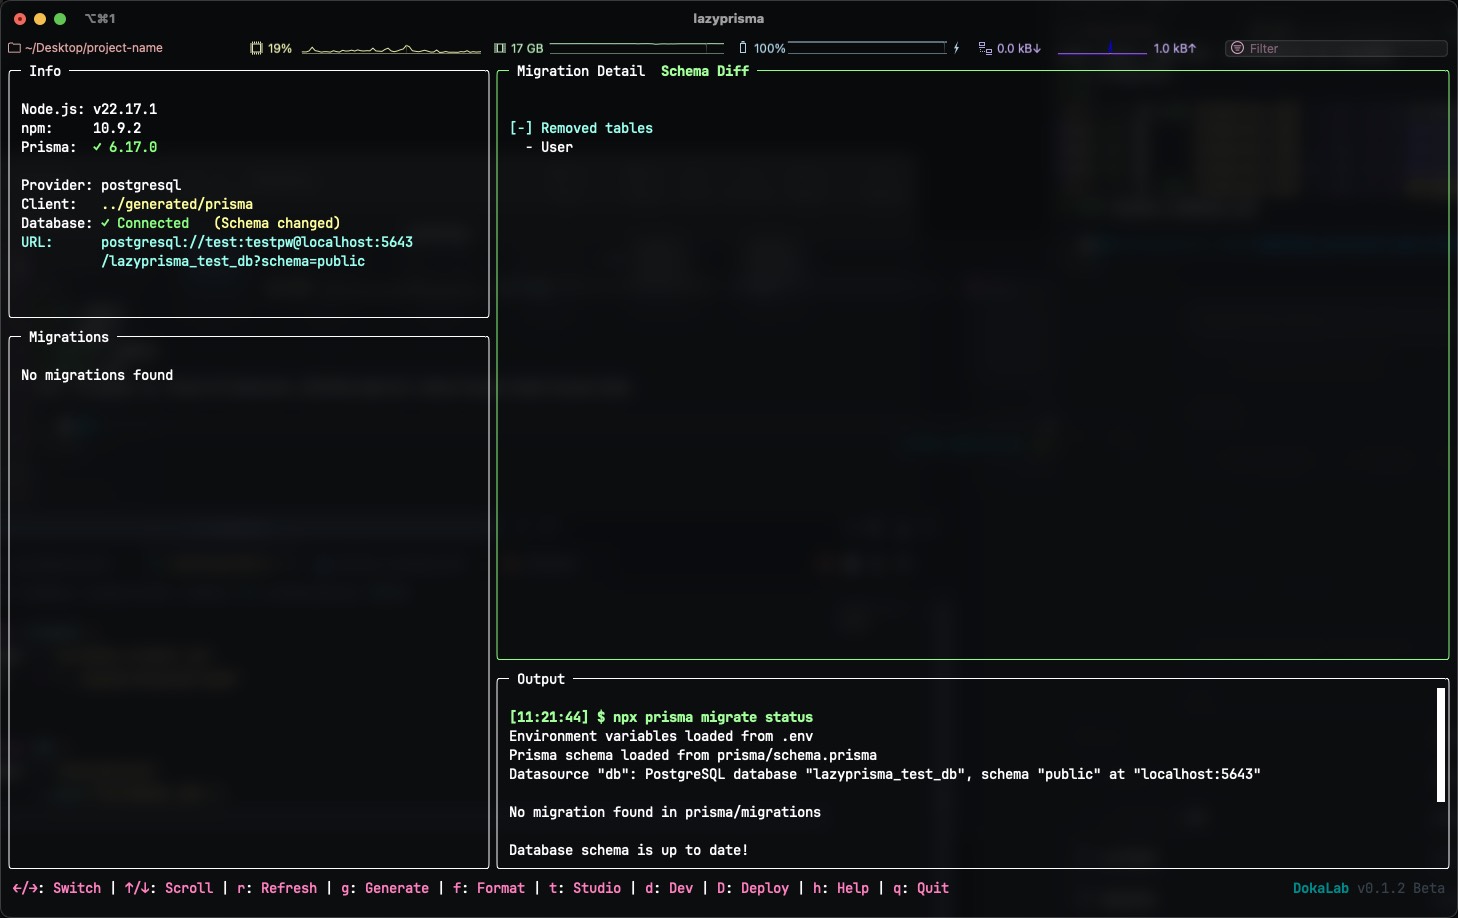 ⌥⌘1
lazyprisma
~/Desktop/project-name
19%
17 GB
100%
0.0 kB↓
1.0 kB↑
Filter
Info
Node.js: v22.17.1
npm: 10.9.2
Prisma: ✓ 6.17.0
Provider: postgresql
Client: ../generated/prisma
Database: ✓ Connected (Schema changed)
URL: postgresql://test:testpw@localhost:5643
/lazyprisma_test_db?schema=public
Migrations
No migrations found
Migration Detail Schema Diff
[-] Removed tables
- User
Output
[11:21:44] $ npx prisma migrate status
Environment variables loaded from .env
Prisma schema loaded from prisma/schema.prisma
Datasource "db": PostgreSQL database "lazyprisma_test_db", schema "public" at "localhost:5643"
No migration found in prisma/migrations
Database schema is up to date!
←/→: Switch | ↑/↓: Scroll | r: Refresh | g: Generate | f: Format | t: Studio | d: Dev | D: Deploy | h: Help | q: Quit
DokaLab v0.1.2 Beta